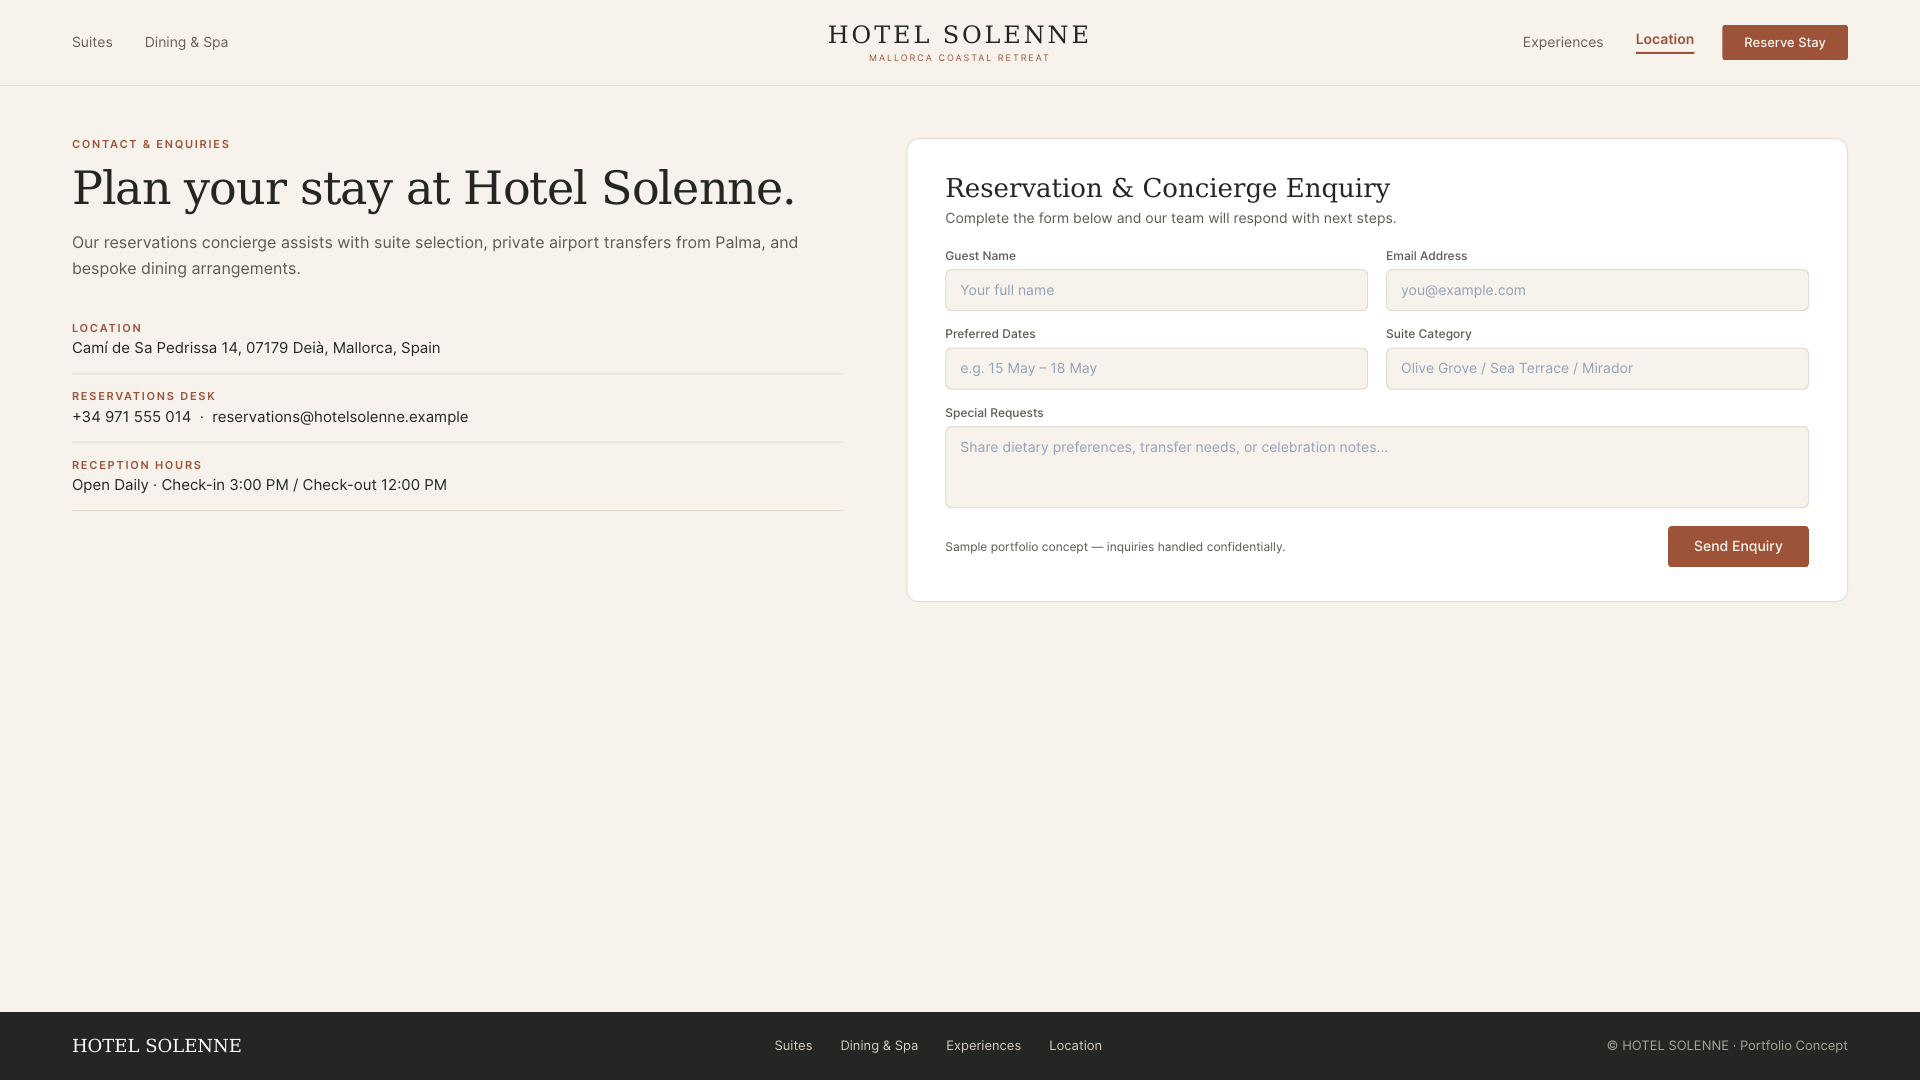 Suites
Dining & Spa
HOTEL SOLENNE
MALLORCA COASTAL RETREAT
Experiences
Location
Reserve Stay
CONTACT & ENQUIRIES
Plan your stay at Hotel Solenne.
Our reservations concierge assists with suite selection, private airport transfers from Palma, and
bespoke dining arrangements.
LOCATION
Camí de Sa Pedrissa 14, 07179 Deià, Mallorca, Spain
RESERVATIONS DESK
+34 971 555 014 · reservations@hotelsolenne.example
RECEPTION HOURS
Open Daily · Check-in 3:00 PM / Check-out 12:00 PM
Reservation & Concierge Enquiry
Complete the form below and our team will respond with next steps.
Guest Name
Your full name
Email Address
you@example.com
Preferred Dates
e.g. 15 May – 18 May
Suite Category
Olive Grove / Sea Terrace / Mirador
Special Requests
Share dietary preferences, transfer needs, or celebration notes...
Sample portfolio concept — inquiries handled confidentially.
Send Enquiry
HOTEL SOLENNE
Suites
Dining & Spa
Experiences
Location
© HOTEL SOLENNE · Portfolio Concept